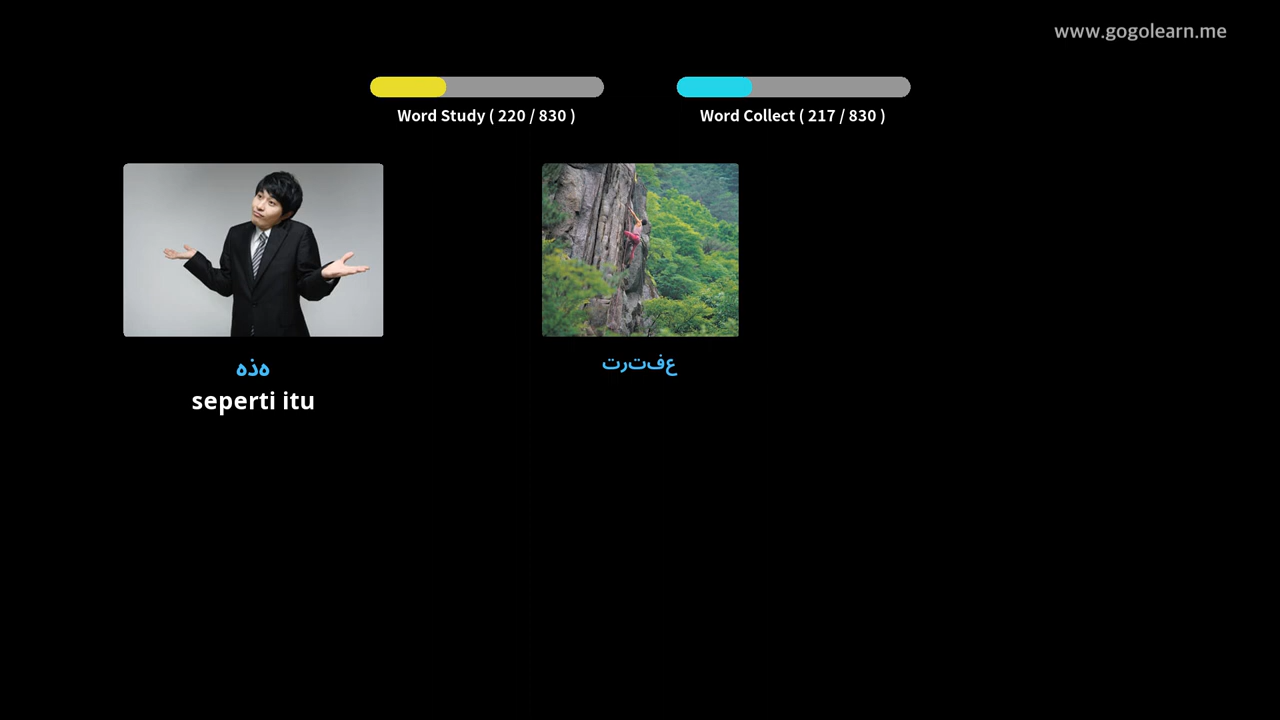 www.gogolearn.me
Word Study ( 220 / 830 )
Word Collect ( 217 / 830 )
هذه
seperti itu
عفترت